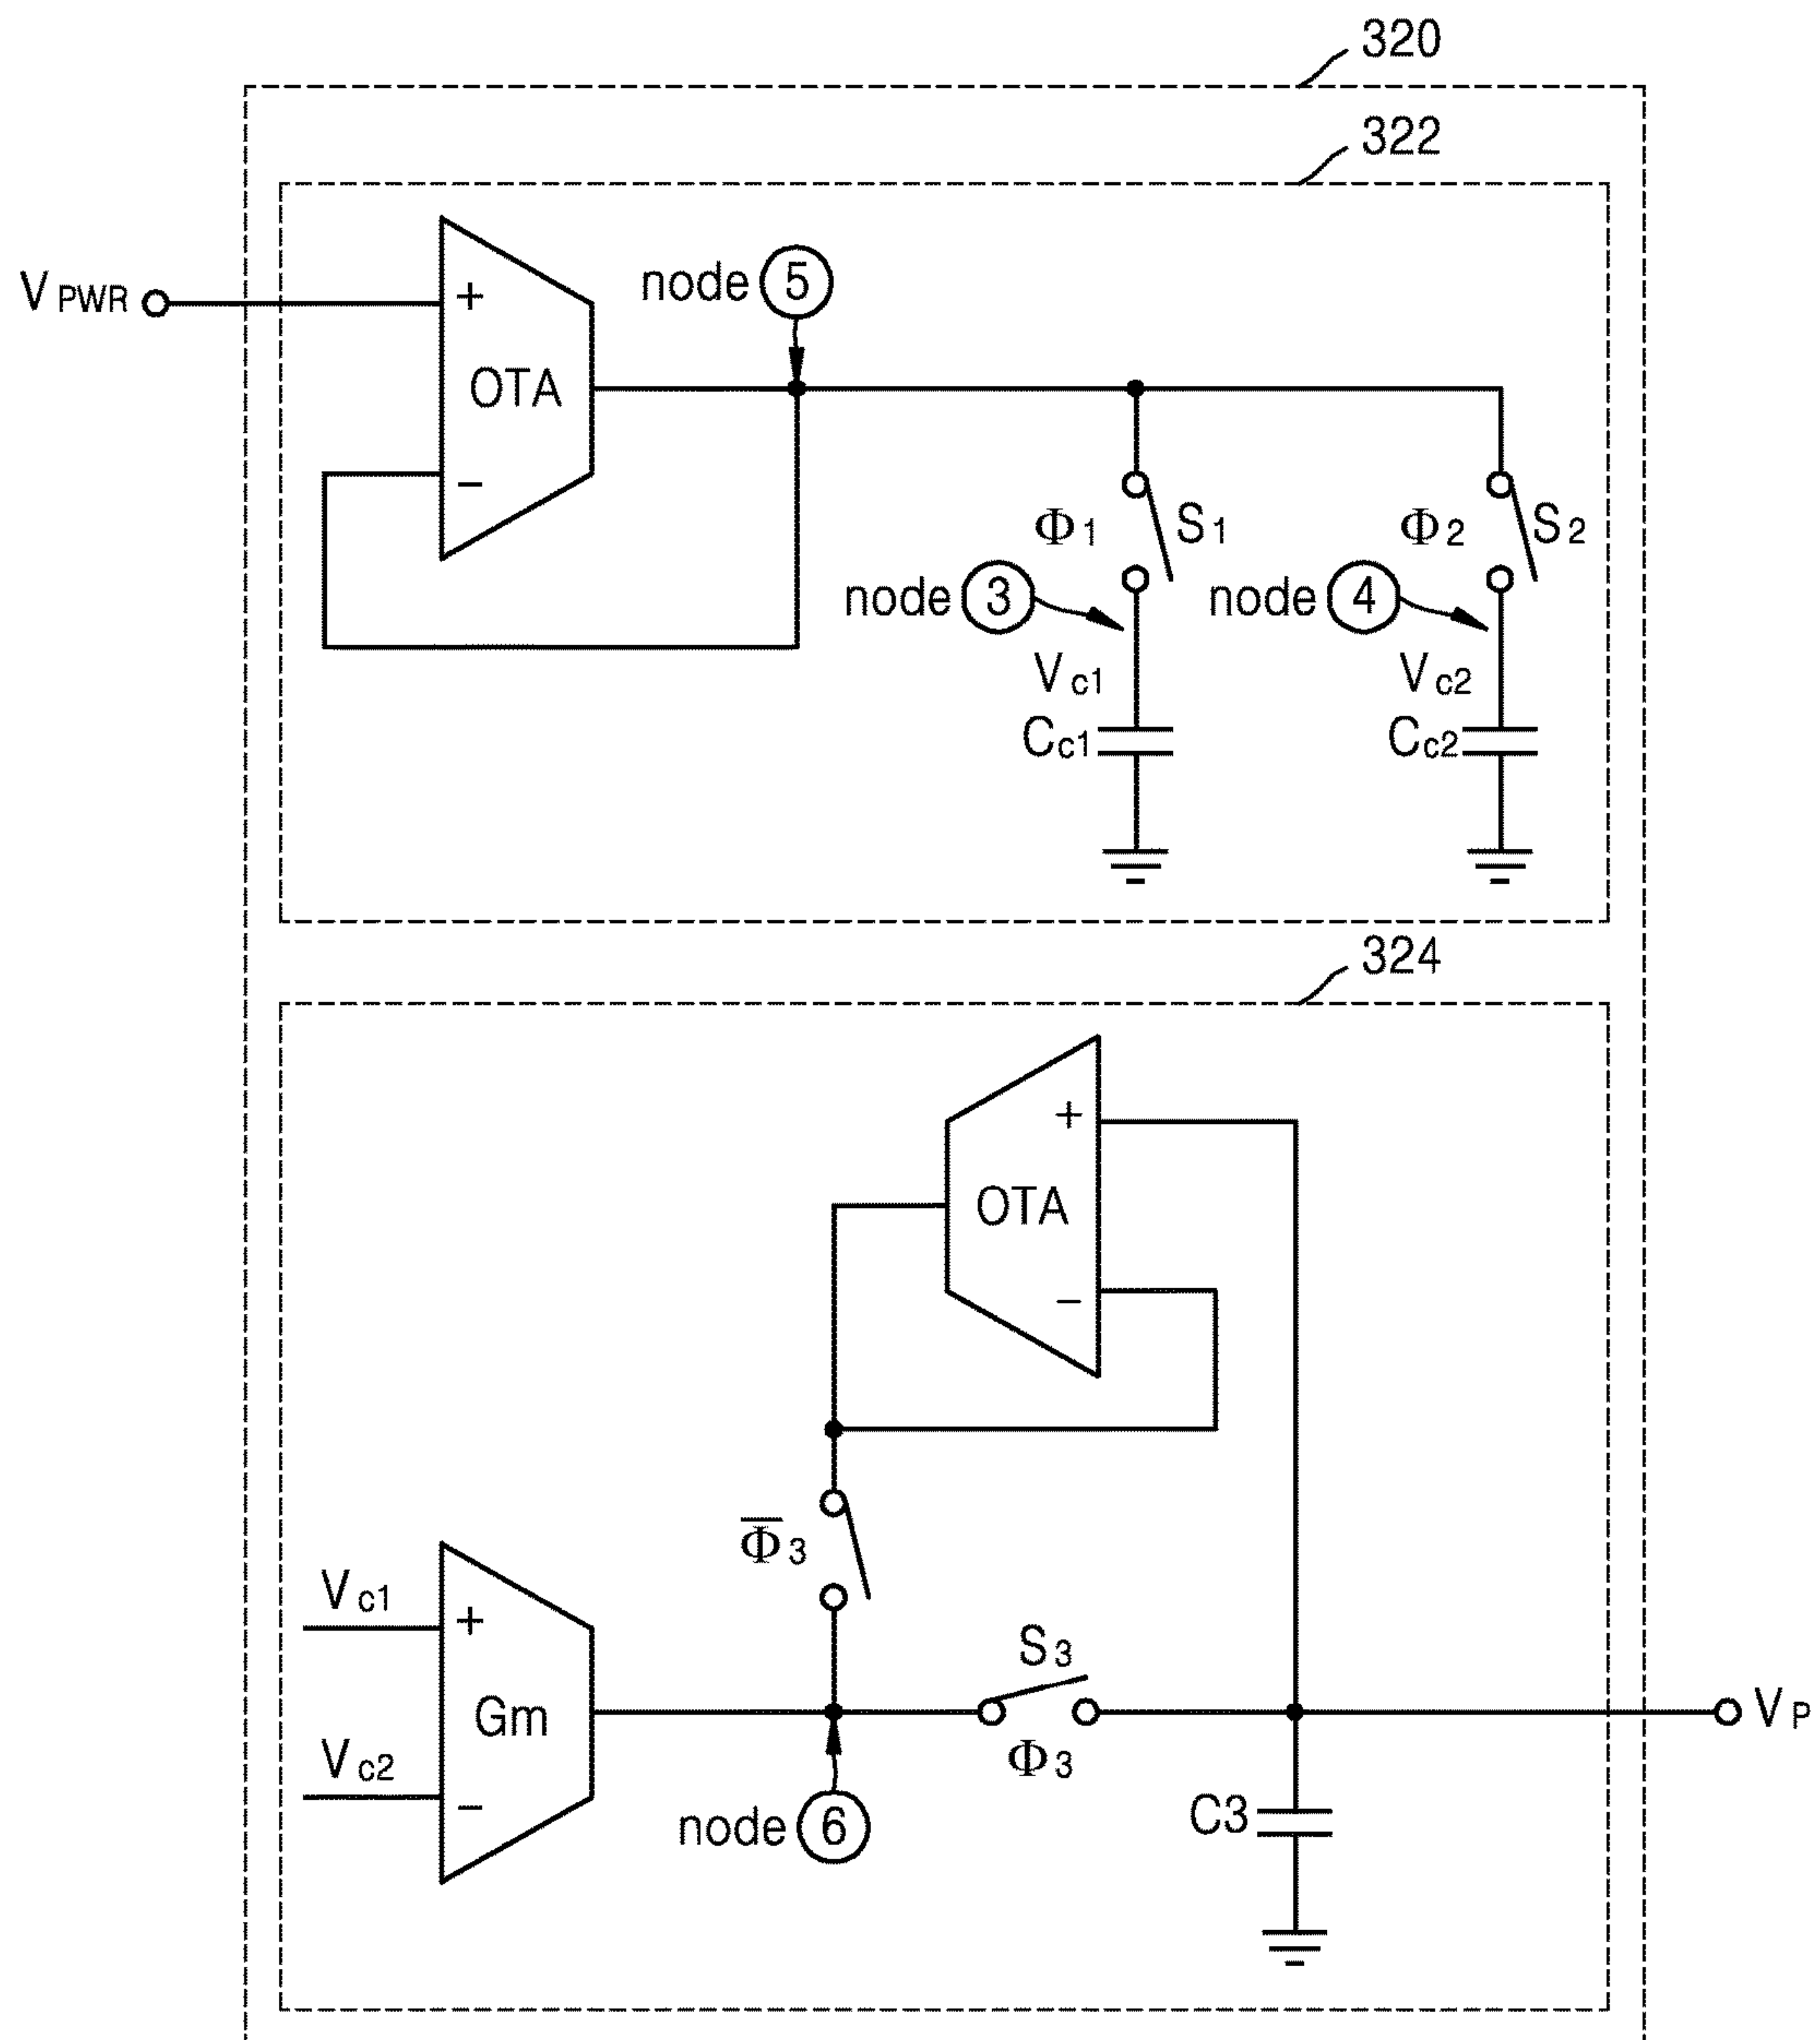 320
322
V PWR
+
OTA
−
node 5
Φ1 S1
Φ2 S2
node 3
node 4
Vc1
Vc2
Cc1
Cc2
324
+
OTA
−
Φ̅3
Vc1
+
Gm
Vc2
−
S3
Φ3
VP
node 6
C3